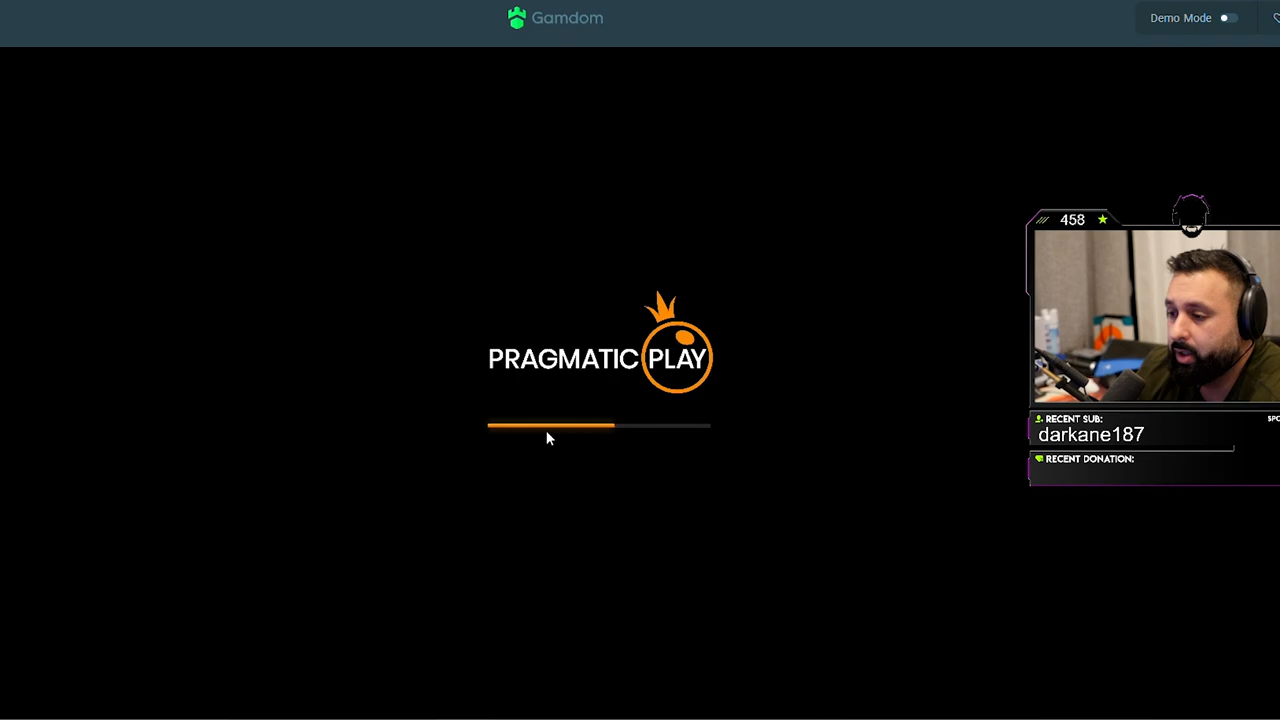 Gamdom
Demo Mode
458
PRAGMATIC PLAY
RECENT SUB:
darkane187
RECENT DONATION: